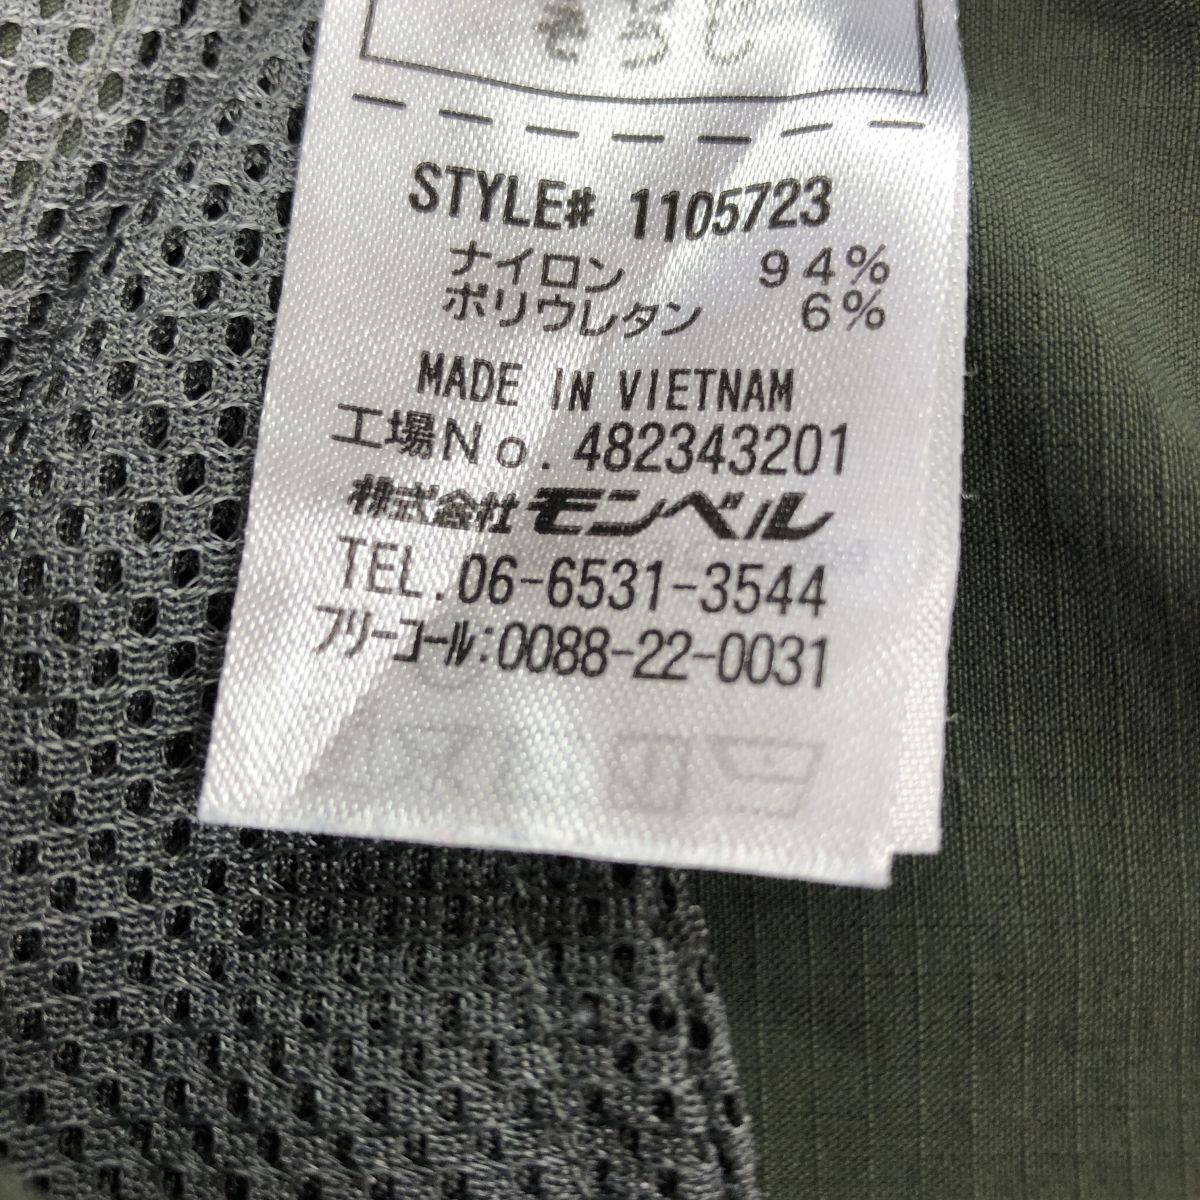 STYLE# 1105723
ナイロン 94%
ポリウレタン 6%
MADE IN VIETNAM
工場No. 482343201
株式会社モンベル
TEL.06-6531-3544
フリーコール:0088-22-0031